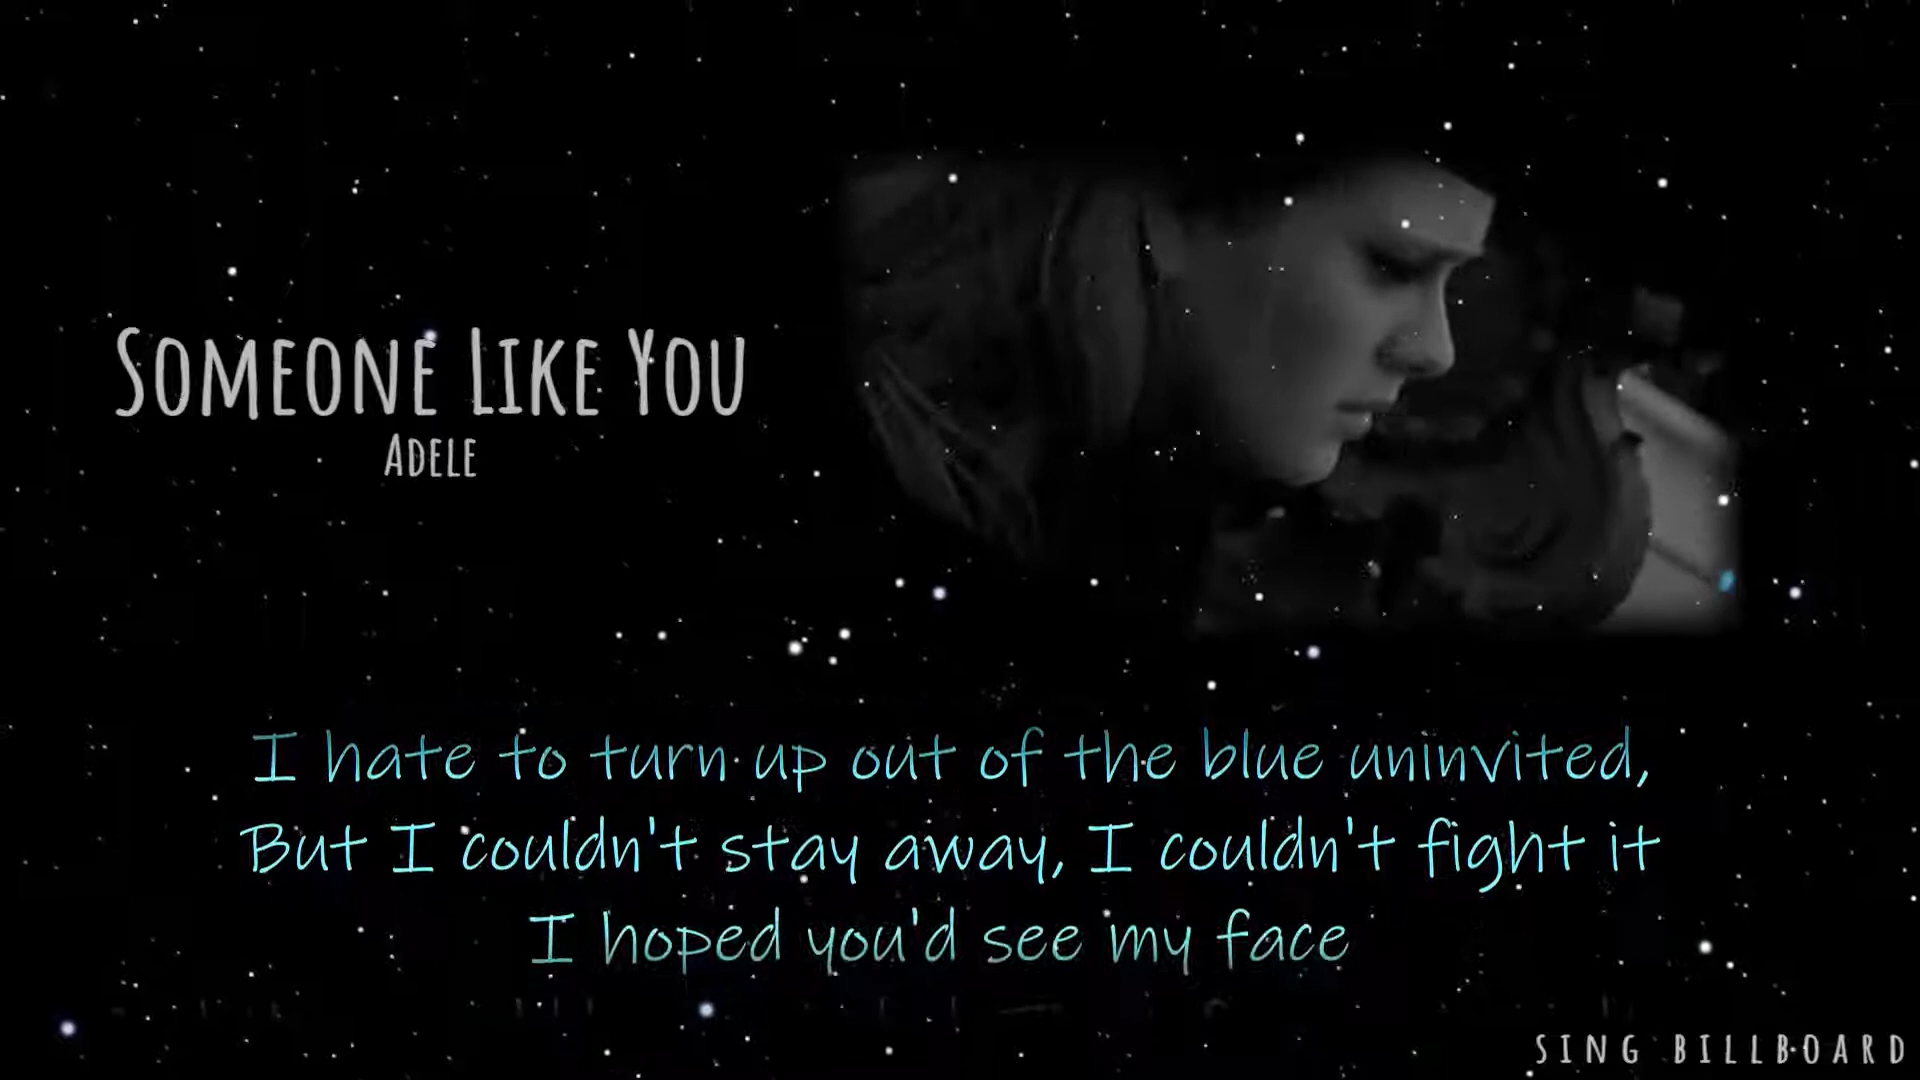 SOMEONE LIKE YOU
ADELE
I hate to turn up out of the blue uninvited,
But I couldn't stay away, I couldn't fight it
I hoped you'd see my face
SING BILLBOARD